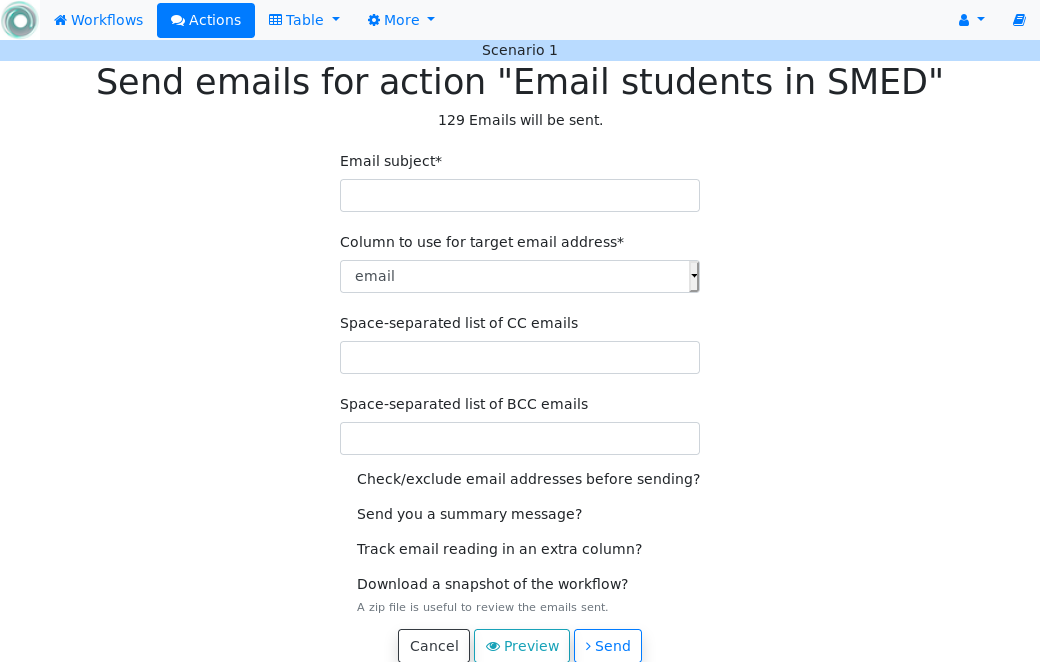 Workflows Actions Table More
Scenario 1
Send emails for action "Email students in SMED"
129 Emails will be sent.
Email subject*
Column to use for target email address*
email
Space-separated list of CC emails
Space-separated list of BCC emails
Check/exclude email addresses before sending?
Send you a summary message?
Track email reading in an extra column?
Download a snapshot of the workflow?
A zip file is useful to review the emails sent.
Cancel Preview Send